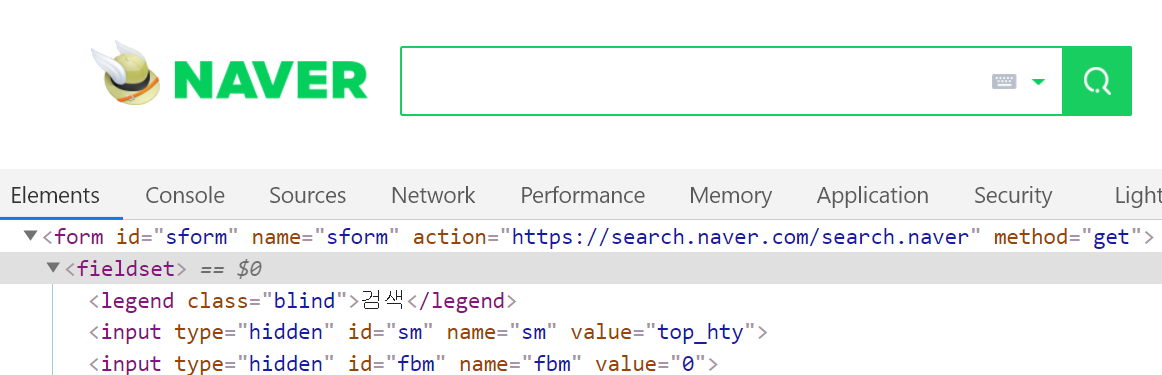 NAVER
Elements Console Sources Network Performance Memory Application Security Light
▼<form id="sform" name="sform" action="https://search.naver.com/search.naver" method="get">
▼<fieldset> == $0
<legend class="blind">검색</legend>
<input type="hidden" id="sm" name="sm" value="top_hty">
<input type="hidden" id="fbm" name="fbm" value="0">